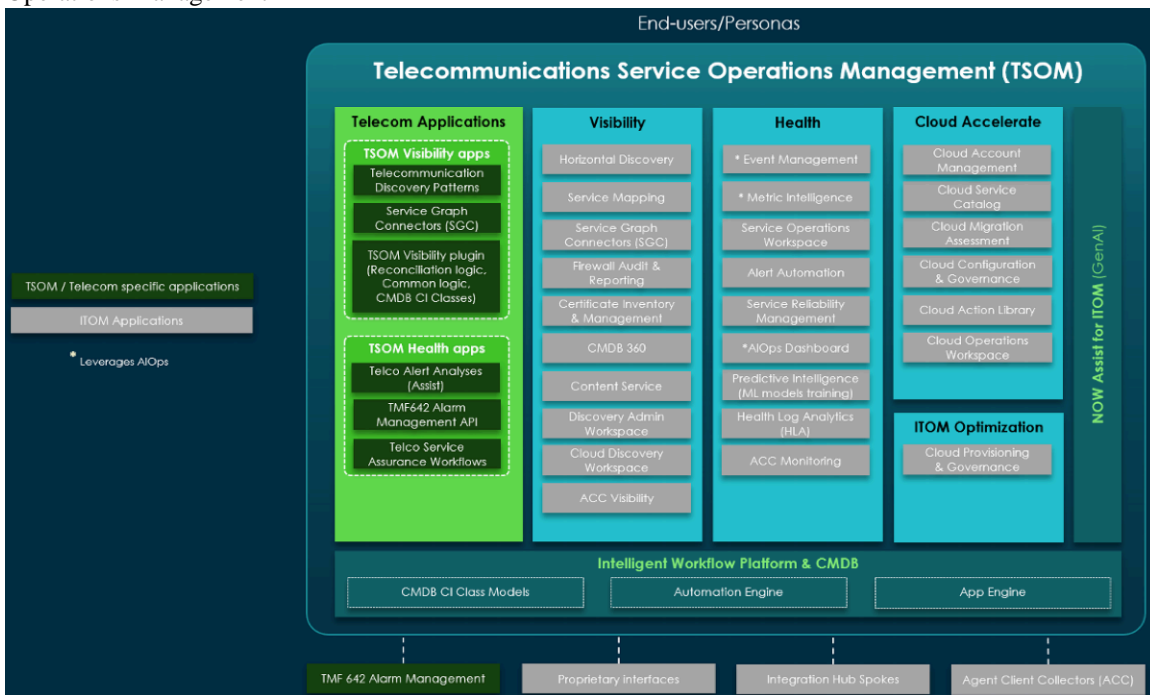 End-users/Personas
Telecommunications Service Operations Management (TSOM)
Telecom Applications
TSOM Visibility apps
Telecommunication
Discovery Patterns
Service Graph
Connectors (SGC)
TSOM Visibility plugin
(Reconciliation logic,
Common logic,
CMDB CI Classes)
TSOM Health apps
Telco Alert Analyses
(Assist)
TMF642 Alarm
Management API
Telco Service
Assurance Workflows
Visibility
Horizontal Discovery
Service Mapping
Service Graph
Connectors (SGC)
Firewall Audit &
Reporting
Certificate Inventory
& Management
CMDB 360
Content Service
Discovery Admin
Workspace
Cloud Discovery
Workspace
ACC Visibility
Health
* Event Management
* Metric Intelligence
Service Operations
Workspace
Alert Automation
Service Reliability
Management
*AIOps Dashboard
Predictive Intelligence
(ML models training)
Health Log Analytics
(HLA)
ACC Monitoring
Cloud Accelerate
Cloud Account
Management
Cloud Service
Catalog
Cloud Migration
Assessment
Cloud Configuration
& Governance
Cloud Action Library
Cloud Operations
Workspace
ITOM Optimization
Cloud Provisioning
& Governance
NOW Assist for ITOM (GenAI)
TSOM / Telecom specific applications
ITOM Applications
* Leverages AIOps
Intelligent Workflow Platform & CMDB
CMDB CI Class Models
Automation Engine
App Engine
TMF 642 Alarm Management
Proprietary interfaces
Integration Hub Spokes
Agent Client Collectors (ACC)